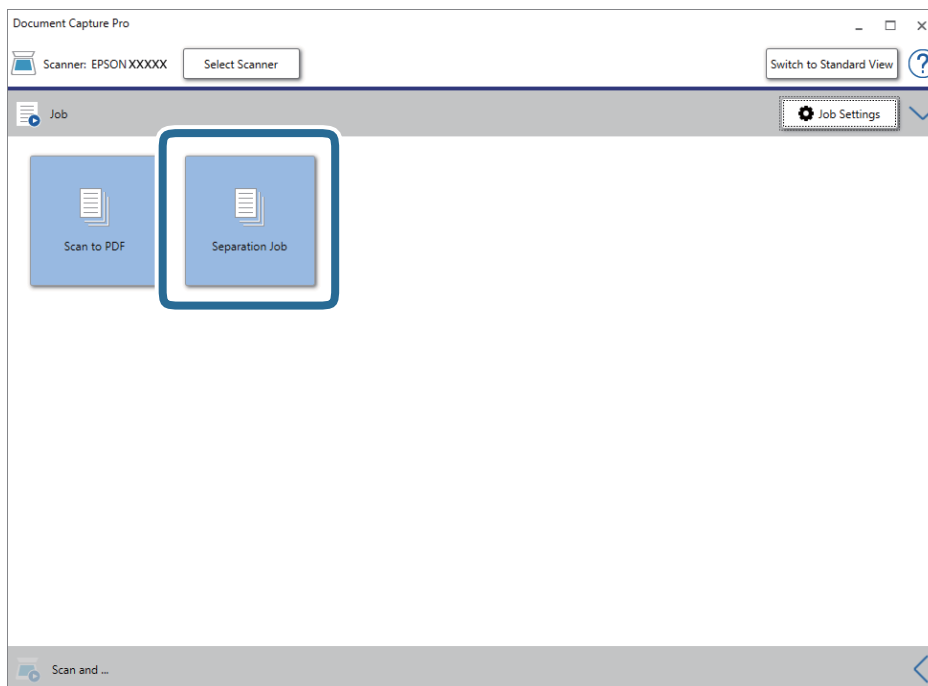 Document Capture Pro
Scanner: EPSON XXXXX
Select Scanner
Switch to Standard View
?
Job
Job Settings
Scan to PDF
Separation Job
Scan and ...